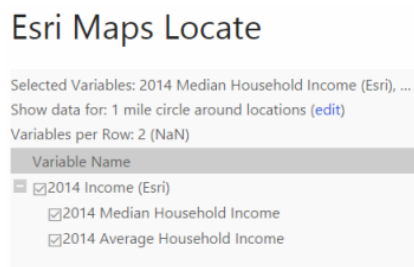 Esri Maps Locate
Selected Variables: 2014 Median Household Income (Esri), ...
Show data for: 1 mile circle around locations (edit)
Variables per Row: 2 (NaN)
Variable Name
2014 Income (Esri)
2014 Median Household Income
2014 Average Household Income